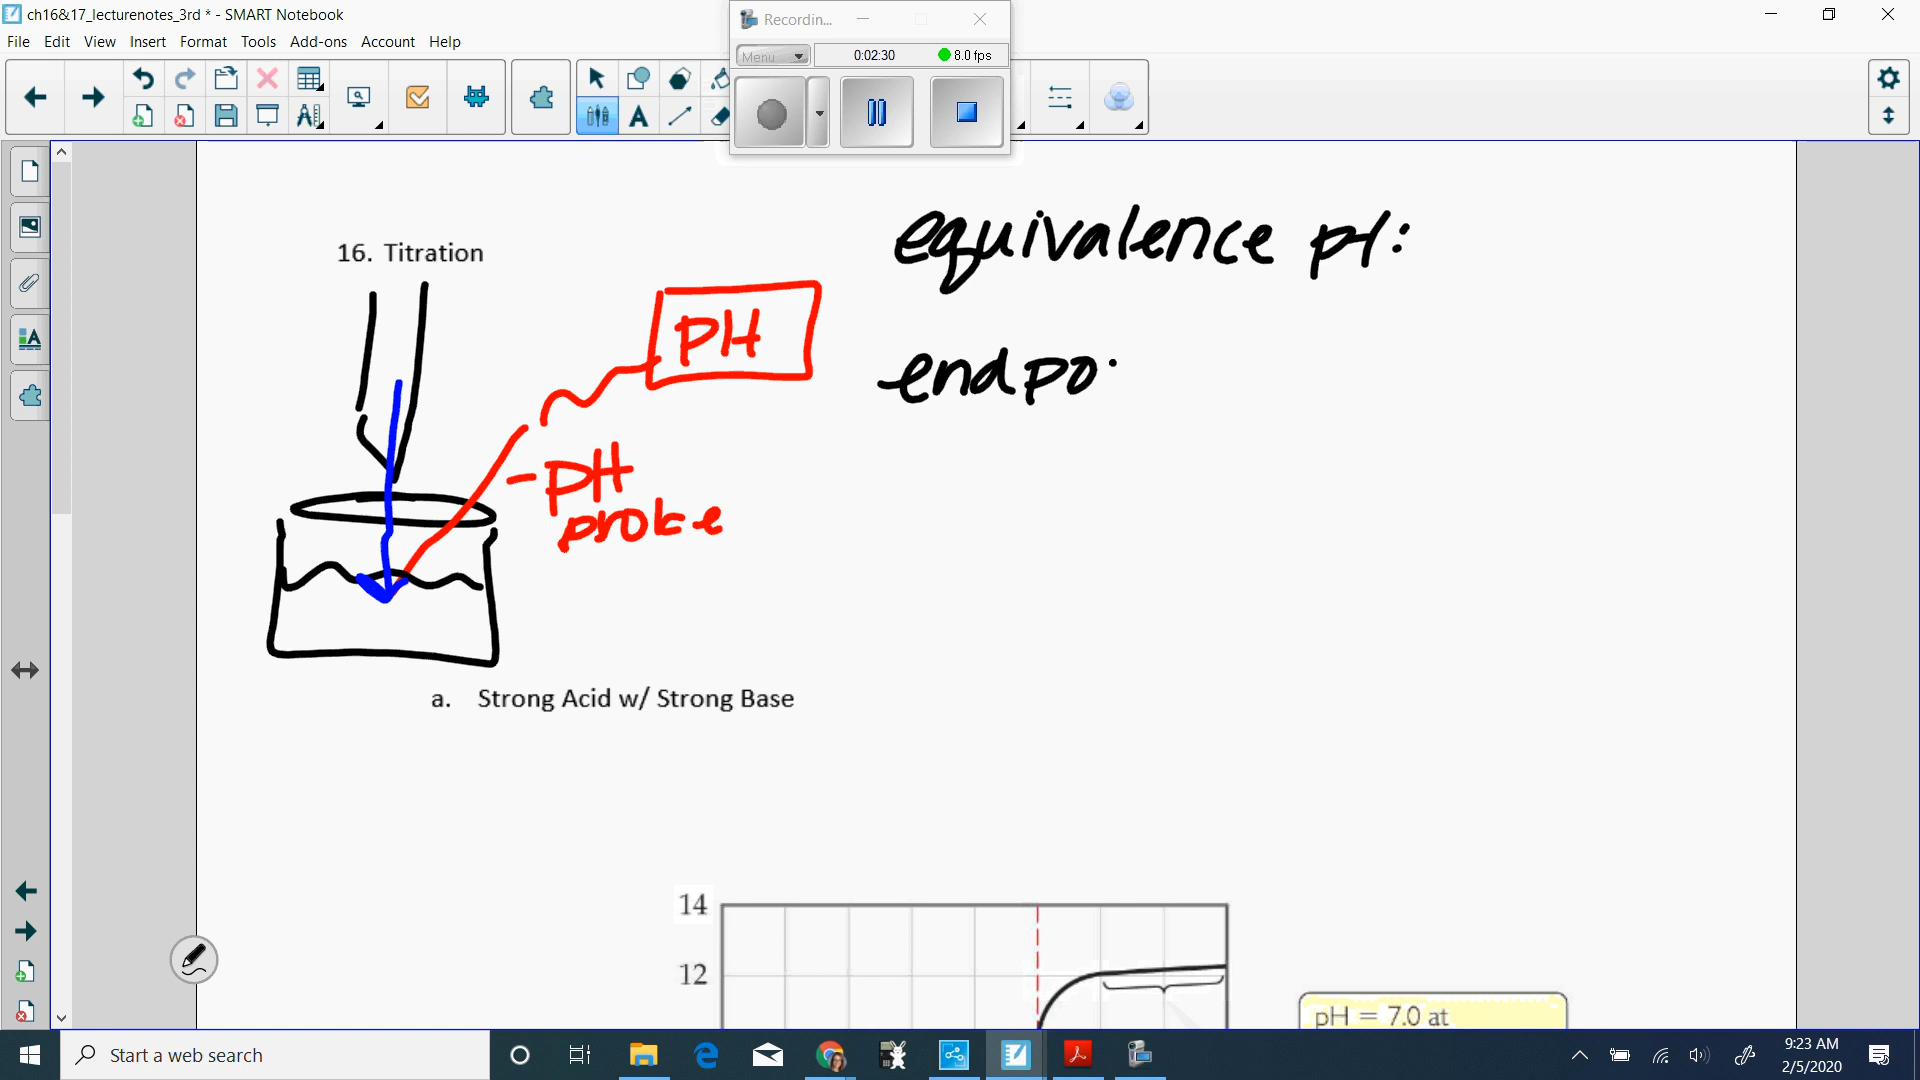 ch16&17_lecturenotes_3rd * - SMART Notebook
File Edit View Insert Format Tools Add-ons Account Help
Recordin...
Menu 0:02:30 8.0 fps
equivalence pt:
16. Titration
pH
endpo
pH
probe
a. Strong Acid w/ Strong Base
14
12
pH = 7.0 at
Start a web search
9:23 AM
2/5/2020